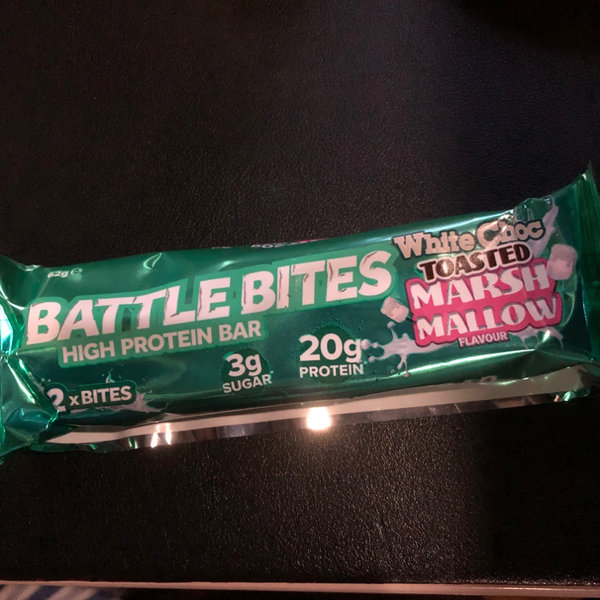 62g ℮
BATTLE BITES
HIGH PROTEIN BAR
2 x BITES
3g
SUGAR
20g
PROTEIN
White Choc
TOASTED
MARSH
MALLOW
FLAVOUR